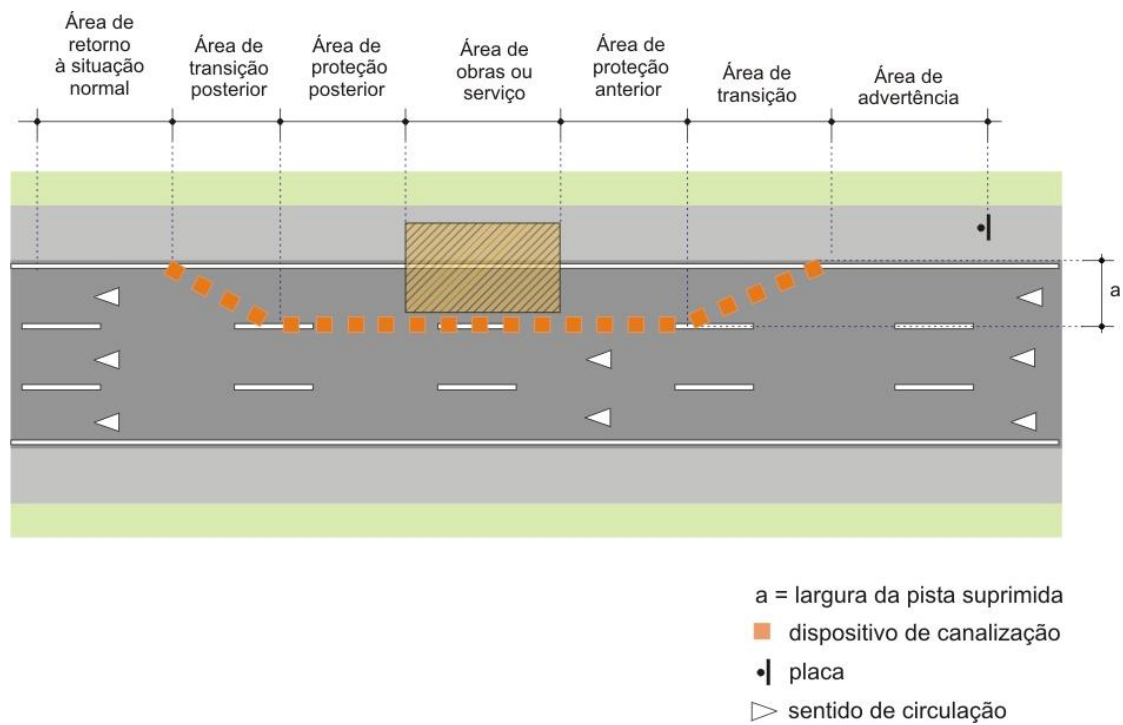 Área de
retorno
à situação
normal
Área de
transição
posterior
Área de
proteção
posterior
Área de
obras ou
serviço
Área de
proteção
anterior
Área de
transição
Área de
advertência
a
a = largura da pista suprimida
dispositivo de canalização
placa
sentido de circulação